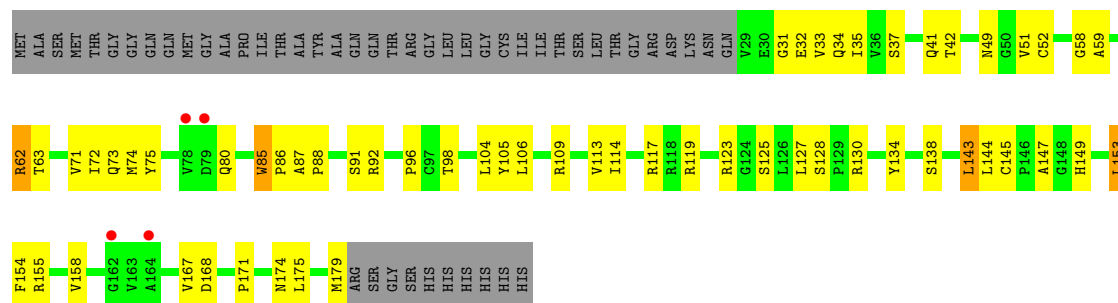 MET ALA SER MET THR GLY GLY GLN GLN MET GLY ALA PRO ILE THR ALA TYR ALA GLN GLN THR ARG GLY LEU LEU GLY CYS ILE ILE THR SER LEU THR GLY ARG ASP LYS ASN GLN V29 E30 G31 E32 V33 Q34 I35 V36 S37 Q41 T42 N49 G50 V51 C52 G58 A59
R62 T63 V71 I72 Q73 M74 Y75 V78 D79 Q80 W85 P86 A87 P88 S91 R92 P96 C97 T98 L104 Y105 L106 R109 V113 I114 R117 R118 R119 R123 G124 S125 L126 L127 S128 P129 R130 Y134 S138 L143 L144 C145 P146 A147 G148 H149 L153
F154 R155 V158 G162 V163 A164 V167 D168 P171 N174 L175 M179 ARG SER GLY SER HIS HIS HIS HIS HIS HIS